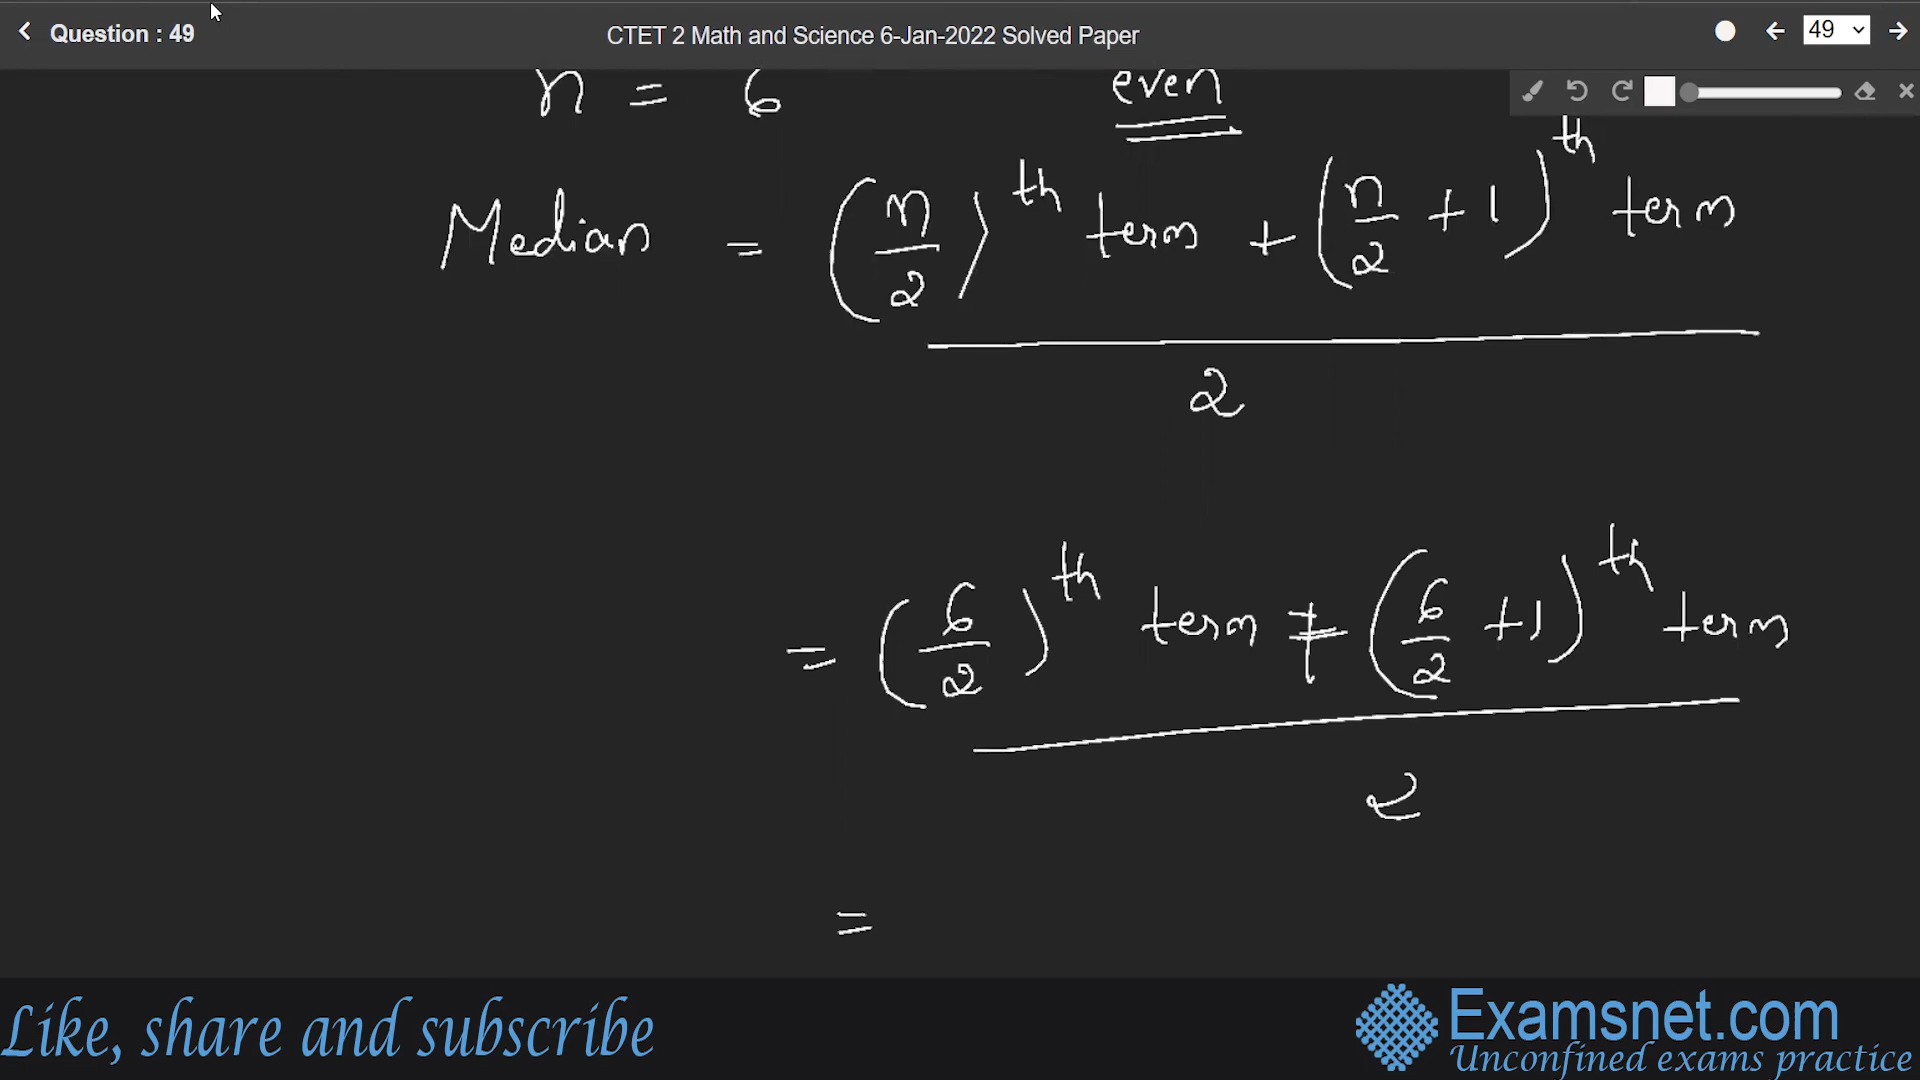 Question : 49
CTET 2 Math and Science 6-Jan-2022 Solved Paper
49
n = 6 even
Median = (n/2)th term + (n/2 + 1)th term
2
= (6/2)th term + (6/2 +1)th term
2
=
Like, share and subscribe
Examsnet.com
Unconfined exams practice